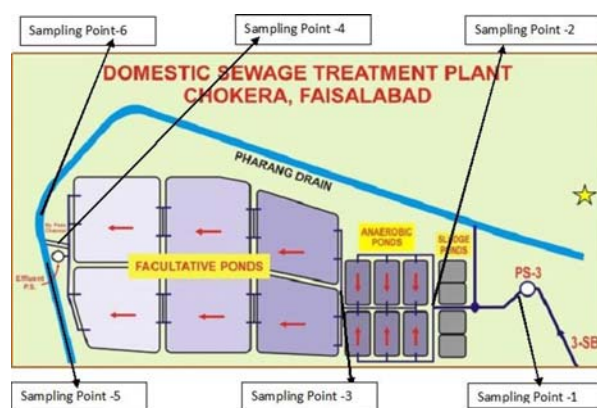 Sampling Point-6
Sampling Point -4
Sampling Point -2
DOMESTIC SEWAGE TREATMENT PLANT
CHOKERA, FAISALABAD
PHARANG DRAIN
ANAEROBIC
PONDS
SLUDGE
PONDS
FACULTATIVE PONDS
PS-3
Effluent
P.S.
3-SB
Sampling Point -5
Sampling Point -3
Sampling Point -1